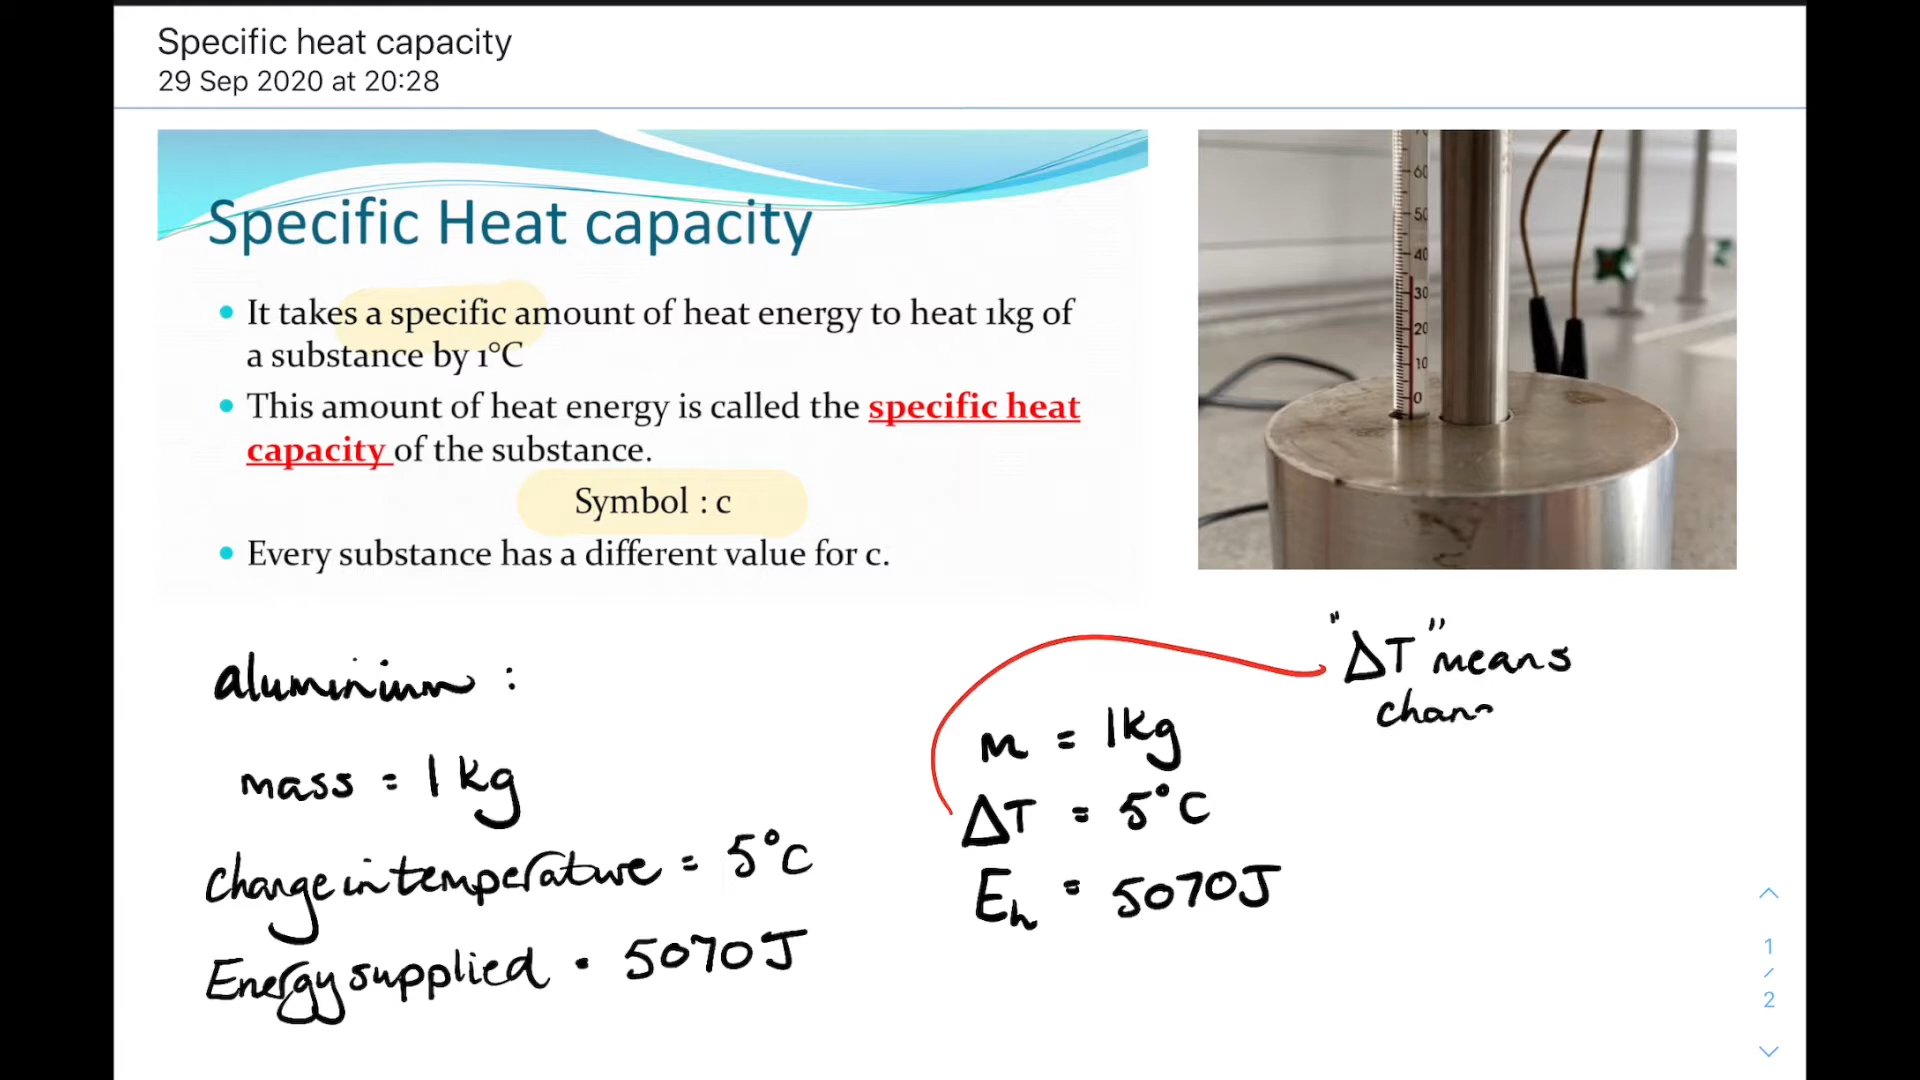 Specific heat capacity
29 Sep 2020 at 20:28
Specific Heat capacity
• It takes a specific amount of heat energy to heat 1kg of
a substance by 1°C
• This amount of heat energy is called the specific heat
capacity of the substance.
Symbol : c
• Every substance has a different value for c.
60
50
40
30
20
10
0
aluminium :
mass = 1 kg
change in temperature = 5°C
Energy supplied = 5070 J
m = 1kg
ΔT = 5°C
Eh = 5070J
"ΔT" means
1
/
2